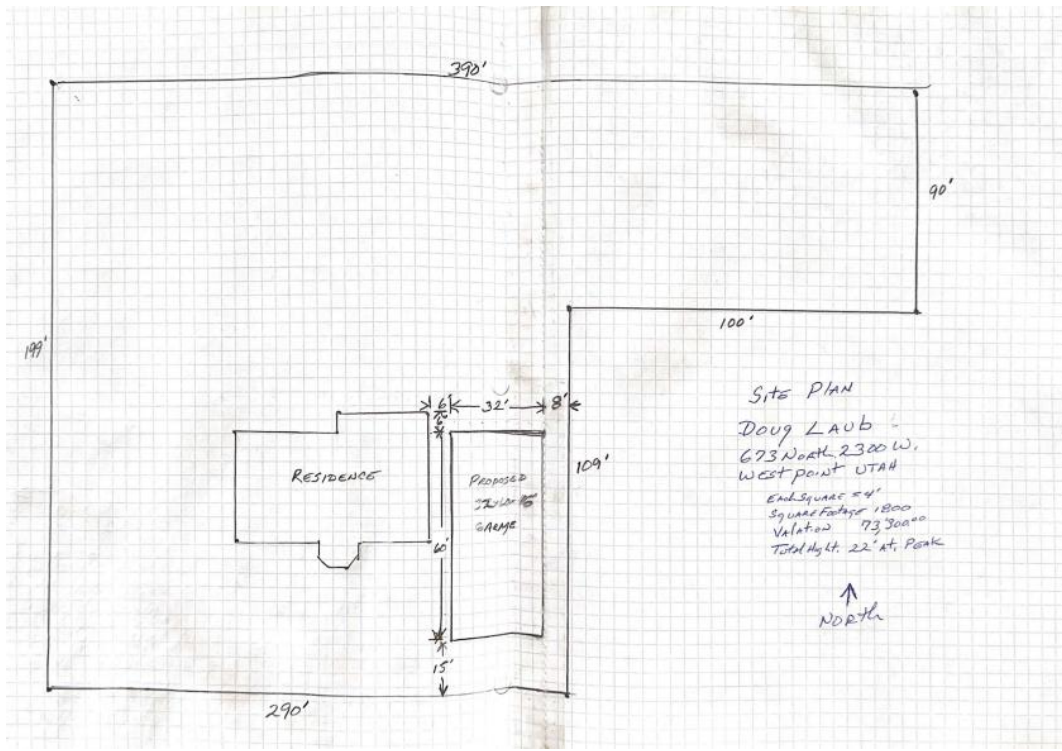 390'
90'
100'
199'
6' 32' 8'
6'
109'
RESIDENCE
PROPOSED
GARAGE
60'
15'
290'
SITE PLAN
DOUG LAUB
673 NORTH 2300 W.
WEST POINT UTAH
Each Square = 4'
SQUARE Footage 1800
VAlATION 73,300.00
Total Hight. 22' AT. PEAK
NORTH